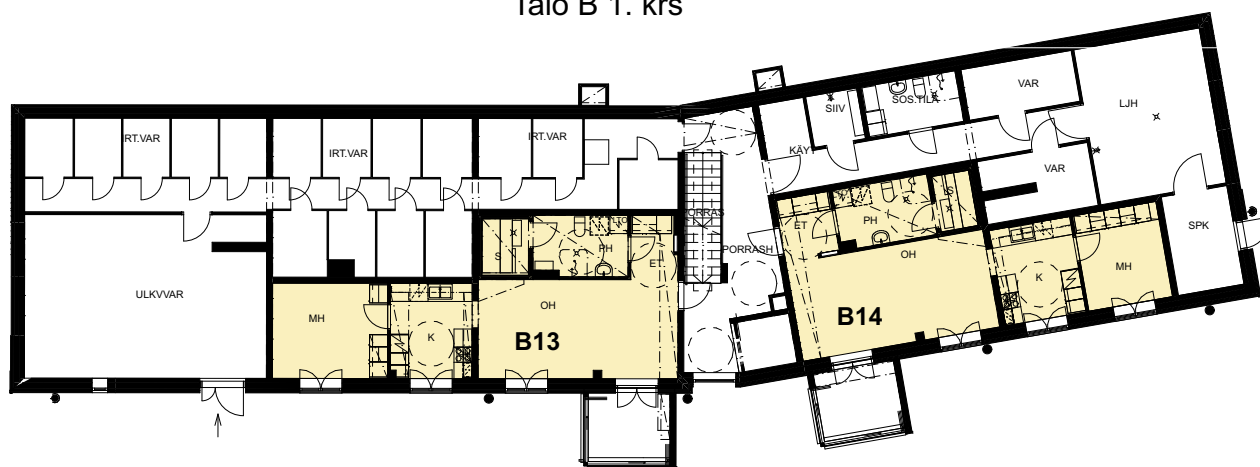 Talo B 1. krs
VAR
LJH
SIIV
SOS.TILA
IRT.VAR
IRT.VAR
IRT.VAR
KÄYT
VAR
PORRAS
PH
S
ET
SPK
PH
S
ET
PORRASH
OH
K
MH
ULKVVAR
MH
K
OH
B13
B14